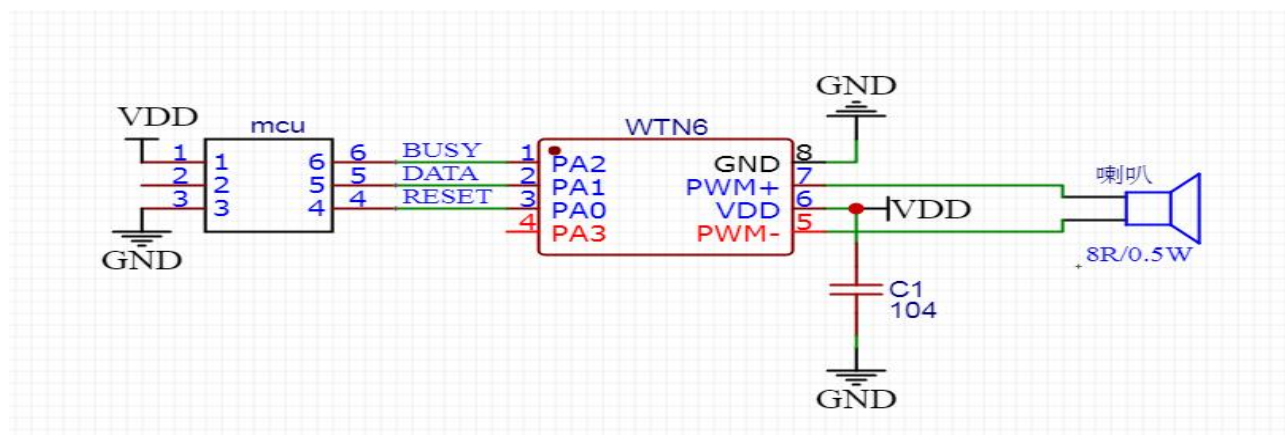 GND
VDD
mcu
WTN6
1 1 6 6 BUSY 1 PA2 GND 8
2 2 5 5 DATA 2 PA1 PWM+ 7
3 3 4 4 RESET 3 PA0 VDD 6 VDD
4 PA3 PWM- 5
喇叭
8R/0.5W
GND
C1
104
GND